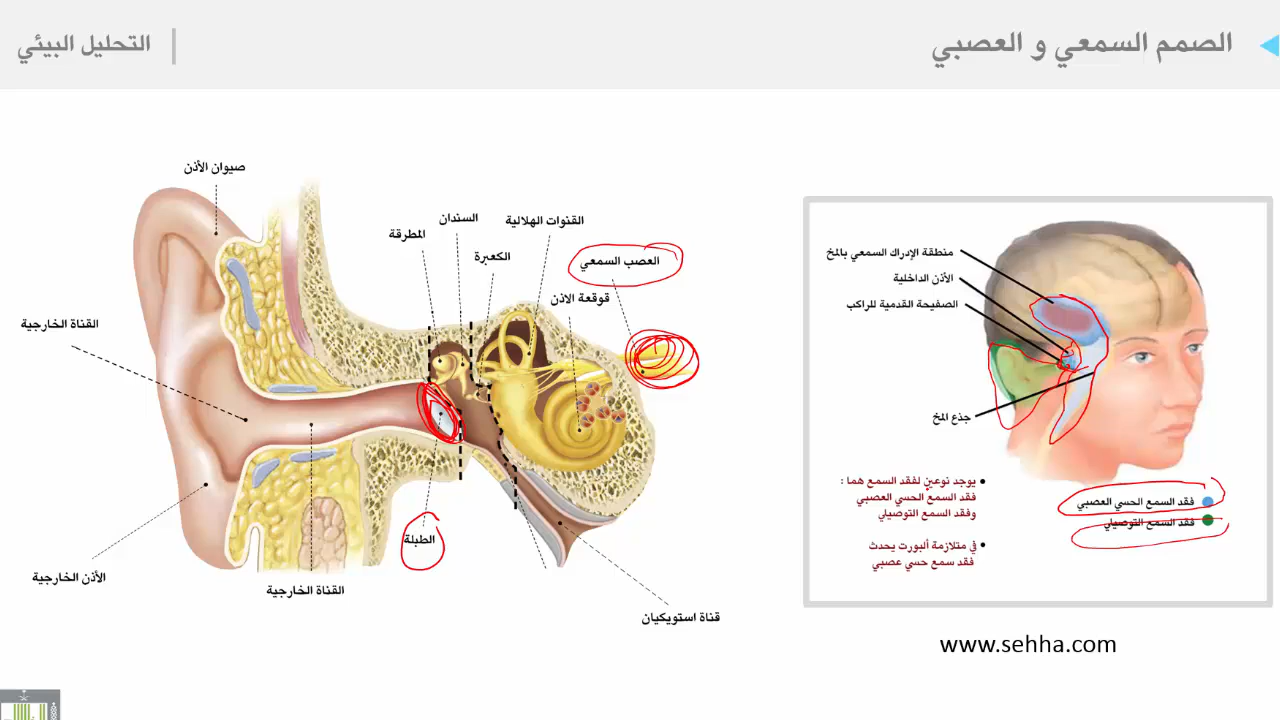 الصمم السمعي و العصبي
التحليل البيئي
صيوان الأذن
السندان
القنوات الهلالية
المطرقة
الكعبرة
العصب السمعي
قوقعة الاذن
القناة الخارجية
الطبلة
الأذن الخارجية
القناة الخارجية
قناة استويكيان
منطقة الإدراك السمعي بالمخ
الأذن الداخلية
الصفيحة القدمية للراكب
جذع المخ
فقد السمع الحسي العصبي
فقد السمع التوصيلي
• يوجد نوعين لفقد السمع هما :
فقد السمع الحسي العصبي
وفقد السمع التوصيلي
• في متلازمة ألبورت يحدث
فقد سمع حسي عصبي
www.sehha.com